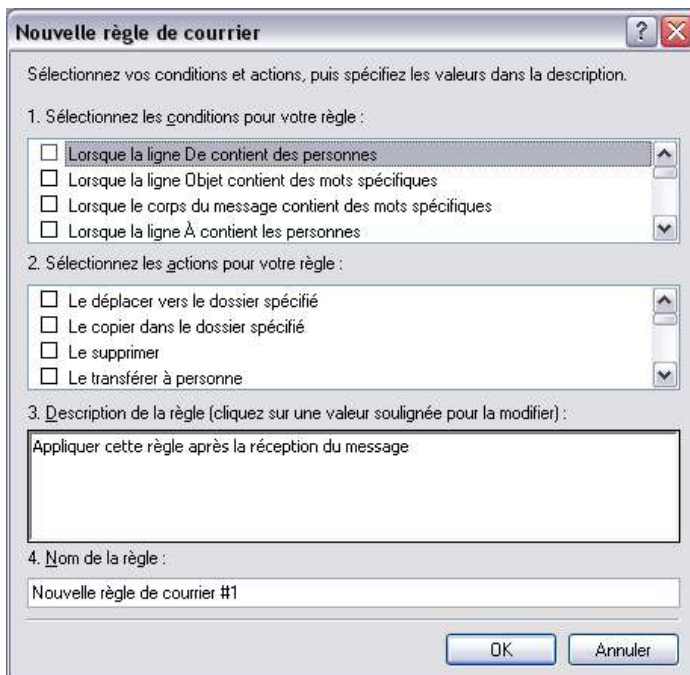 Nouvelle règle de courrier
Sélectionnez vos conditions et actions, puis spécifiez les valeurs dans la description.
1. Sélectionnez les conditions pour votre règle :
Lorsque la ligne De contient des personnes
Lorsque la ligne Objet contient des mots spécifiques
Lorsque le corps du message contient des mots spécifiques
Lorsque la ligne À contient les personnes
2. Sélectionnez les actions pour votre règle :
Le déplacer vers le dossier spécifié
Le copier dans le dossier spécifié
Le supprimer
Le transférer à personne
3. Description de la règle (cliquez sur une valeur soulignée pour la modifier) :
Appliquer cette règle après la réception du message
4. Nom de la règle :
Nouvelle règle de courrier #1
OK Annuler